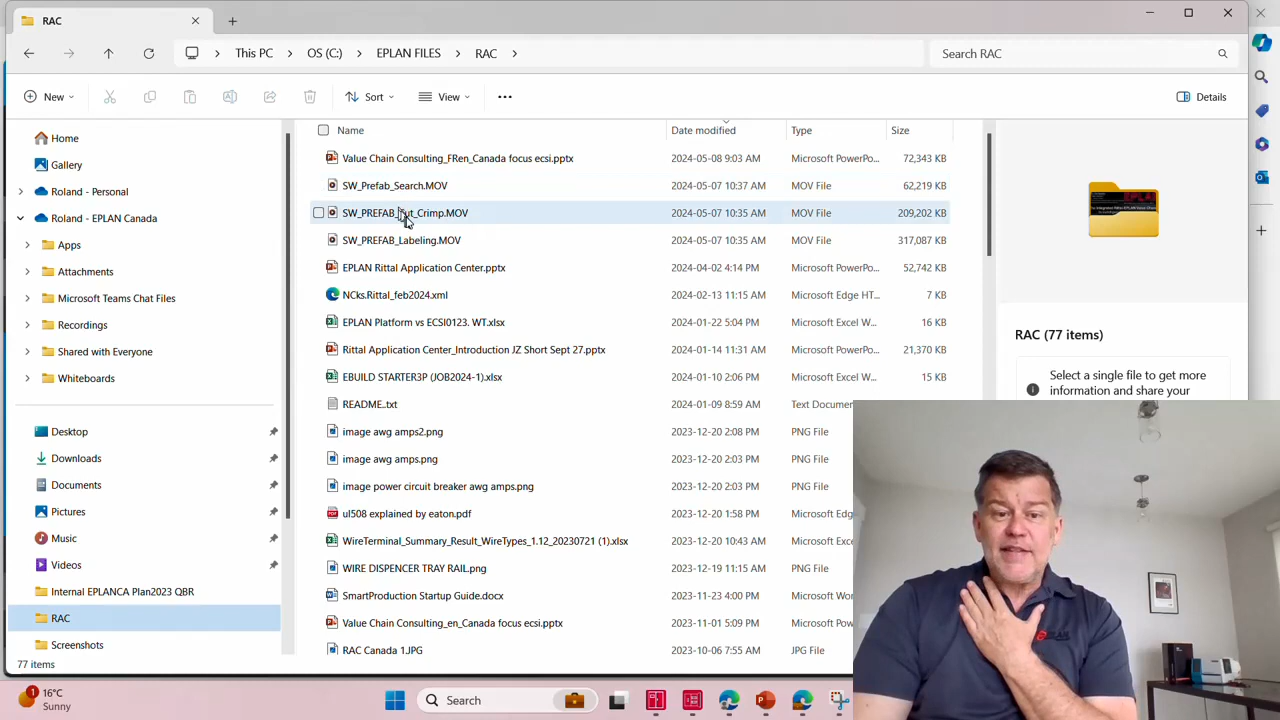 RAC
This PC > OS (C:) > EPLAN FILES > RAC >
Search RAC
New
Sort
View
Details
Home
Gallery
Roland - Personal
Roland - EPLAN Canada
Apps
Attachments
Microsoft Teams Chat Files
Recordings
Shared with Everyone
Whiteboards
Desktop
Downloads
Documents
Pictures
Music
Videos
Internal EPLANCA Plan2023 QBR
RAC
Screenshots
77 items
Name Date modified Type Size
Value Chain Consulting_FRen_Canada focus ecsi.pptx 2024-05-08 9:03 AM Microsoft PowerPo... 72,343 KB
SW_Prefab_Search.MOV 2024-05-07 10:37 AM MOV File 62,219 KB
SW_PREFAB Crimp.MOV 2024-05-07 10:35 AM MOV File 209,202 KB
SW_PREFAB_Labeling.MOV 2024-05-07 10:35 AM MOV File 317,087 KB
EPLAN Rittal Application Center.pptx 2024-04-02 4:14 PM Microsoft PowerPo... 52,742 KB
NCks.Rittal_feb2024.xml 2024-02-13 11:15 AM Microsoft Edge HT... 7 KB
EPLAN Platform vs ECSI0123. WT.xlsx 2024-01-22 5:04 PM Microsoft Excel W... 16 KB
Rittal Application Center_Introduction JZ Short Sept 27.pptx 2024-01-14 11:31 AM Microsoft PowerPo... 21,370 KB
EBUILD STARTER3P (JOB2024-1).xlsx 2024-01-10 2:06 PM Microsoft Excel W... 15 KB
README..txt 2024-01-09 8:59 AM Text Documen
image awg amps2.png 2023-12-20 2:08 PM PNG File
image awg amps.png 2023-12-20 2:03 PM PNG File
image power circuit breaker awg amps.png 2023-12-20 2:03 PM PNG File
ul508 explained by eaton.pdf 2023-12-20 1:58 PM Microsoft Edg
WireTerminal_Summary_Result_WireTypes_1.12_20230721 (1).xlsx 2023-12-20 10:43 AM Microsoft Exc
WIRE DISPENCER TRAY RAIL.png 2023-12-19 11:15 AM PNG File
SmartProduction Startup Guide.docx 2023-11-23 4:00 PM Microsoft Wor
Value Chain Consulting_en_Canada focus ecsi.pptx 2023-11-01 5:09 PM Microsoft Pow
RAC Canada 1.JPG 2023-10-06 7:55 AM JPG File
RAC (77 items)
Select a single file to get more
information and share your
EPLAN
1
16°C
Sunny
Search